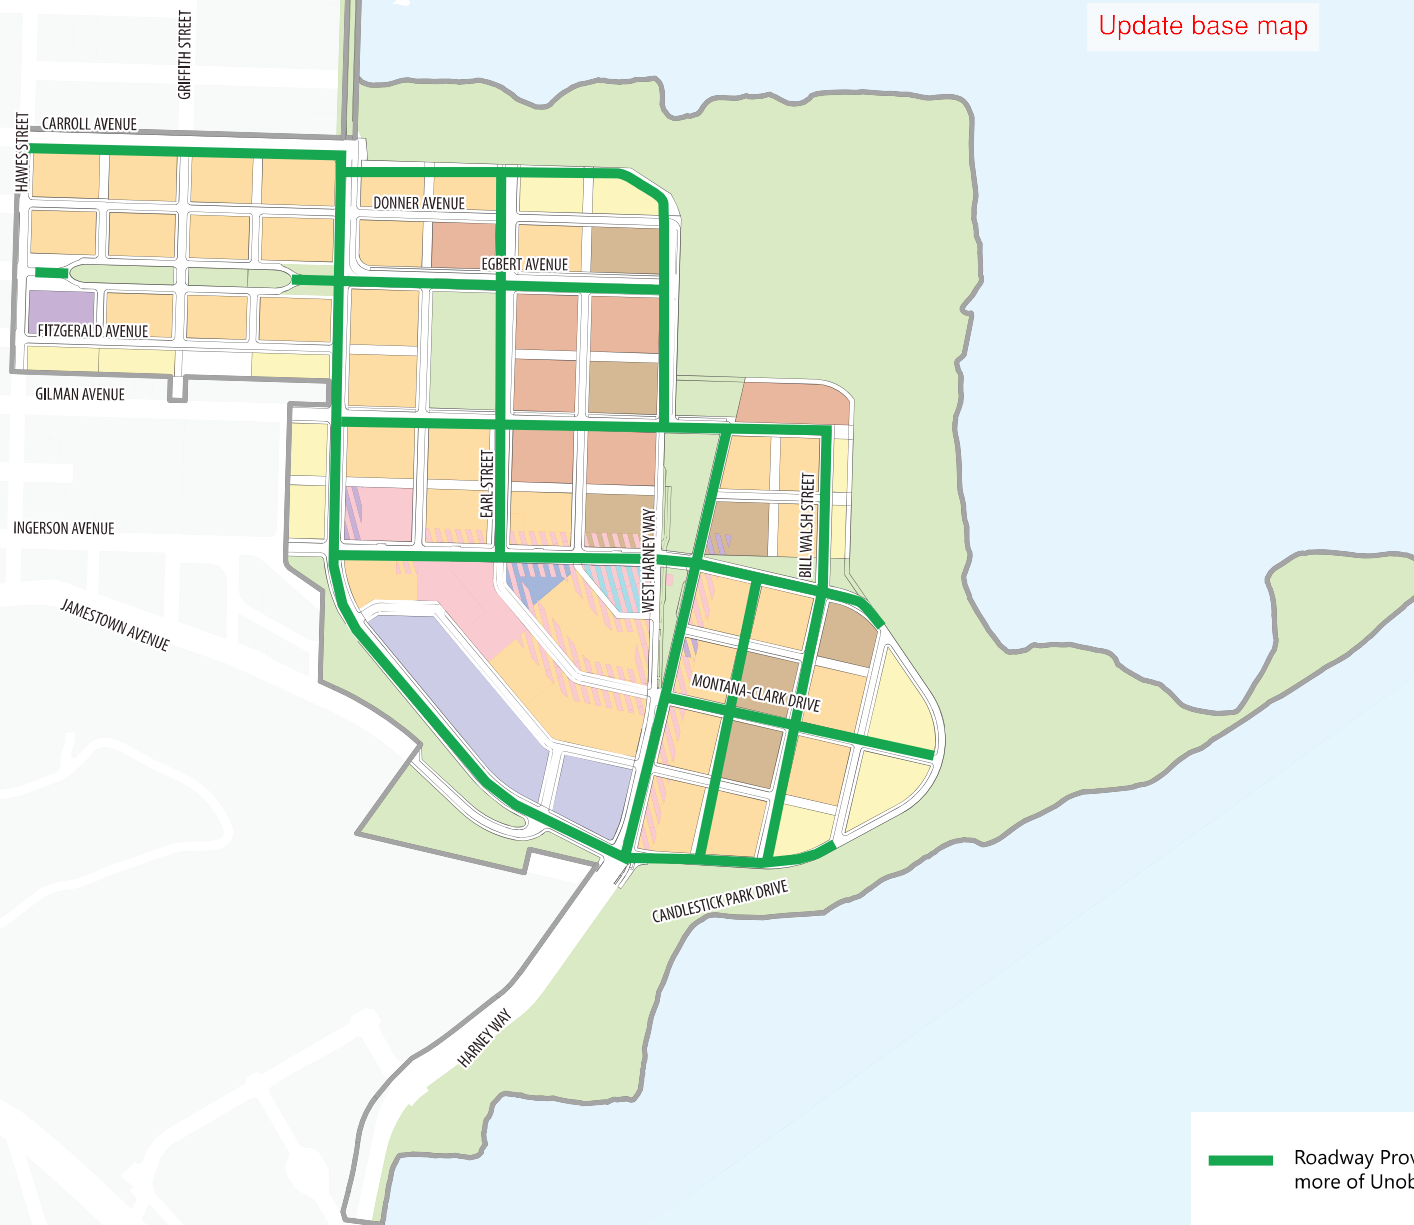 Update base map
GRIFFITH STREET
HAWES STREET
CARROLL AVENUE
DONNER AVENUE
EGBERT AVENUE
FITZGERALD AVENUE
GILMAN AVENUE
EARL STREET
BILL WALSH STREET
INGERSON AVENUE
WEST HARNEY WAY
JAMESTOWN AVENUE
MONTANA-CLARK DRIVE
CANDLESTICK PARK DRIVE
HARNEY WAY
Roadway Prov
more of Unob